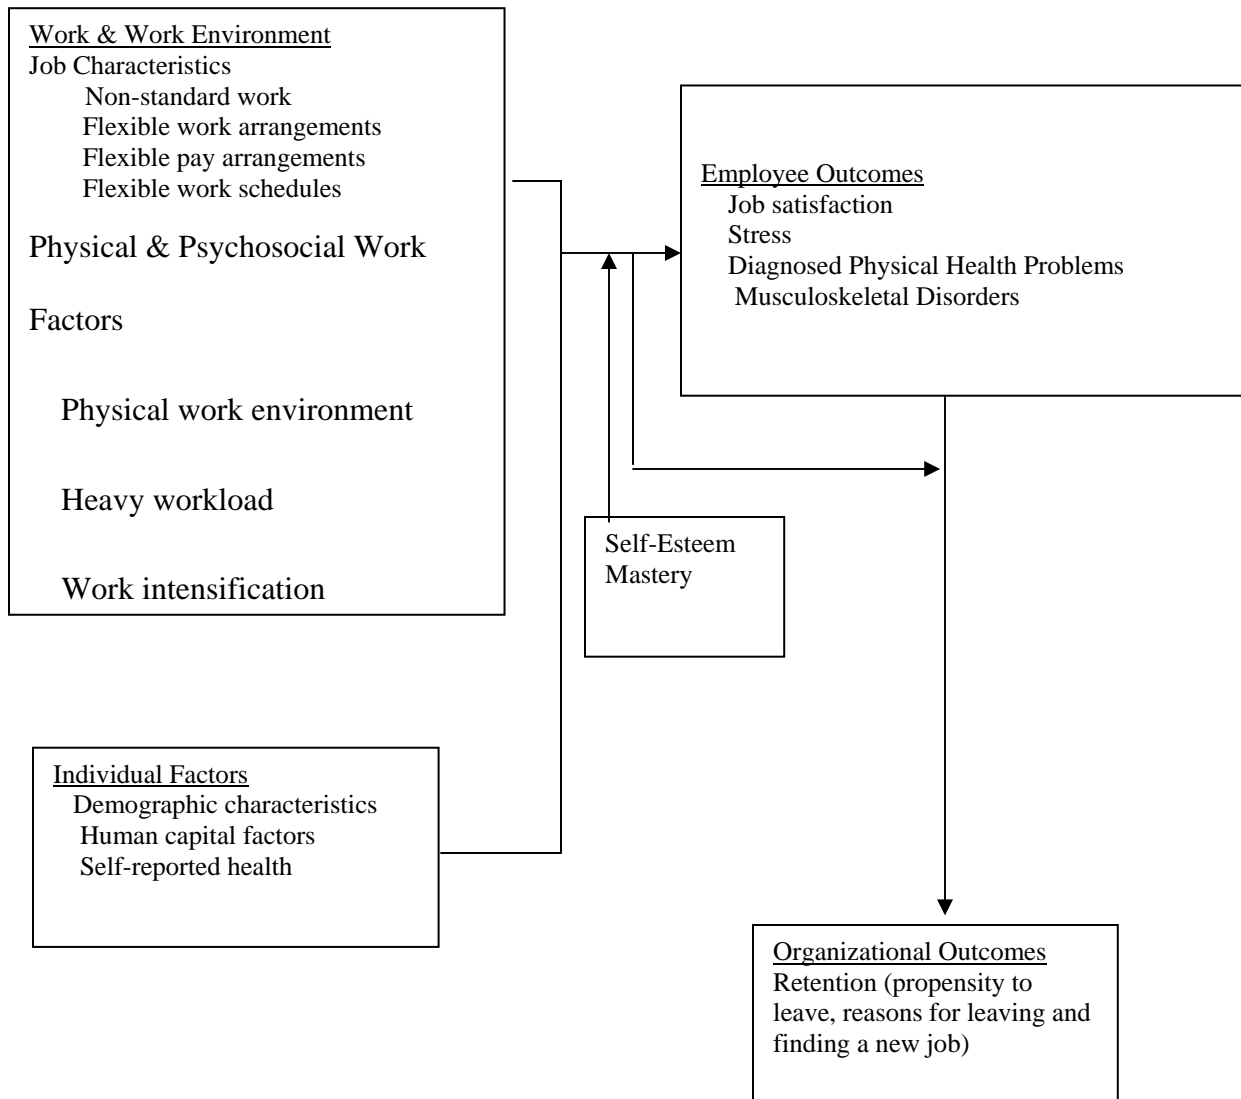 Work & Work Environment
Job Characteristics
Non-standard work
Flexible work arrangements
Flexible pay arrangements
Flexible work schedules
Physical & Psychosocial Work
Factors
Physical work environment
Heavy workload
Work intensification
Employee Outcomes
Job satisfaction
Stress
Diagnosed Physical Health Problems
Musculoskeletal Disorders
Self-Esteem
Mastery
Individual Factors
Demographic characteristics
Human capital factors
Self-reported health
Organizational Outcomes
Retention (propensity to
leave, reasons for leaving and
finding a new job)